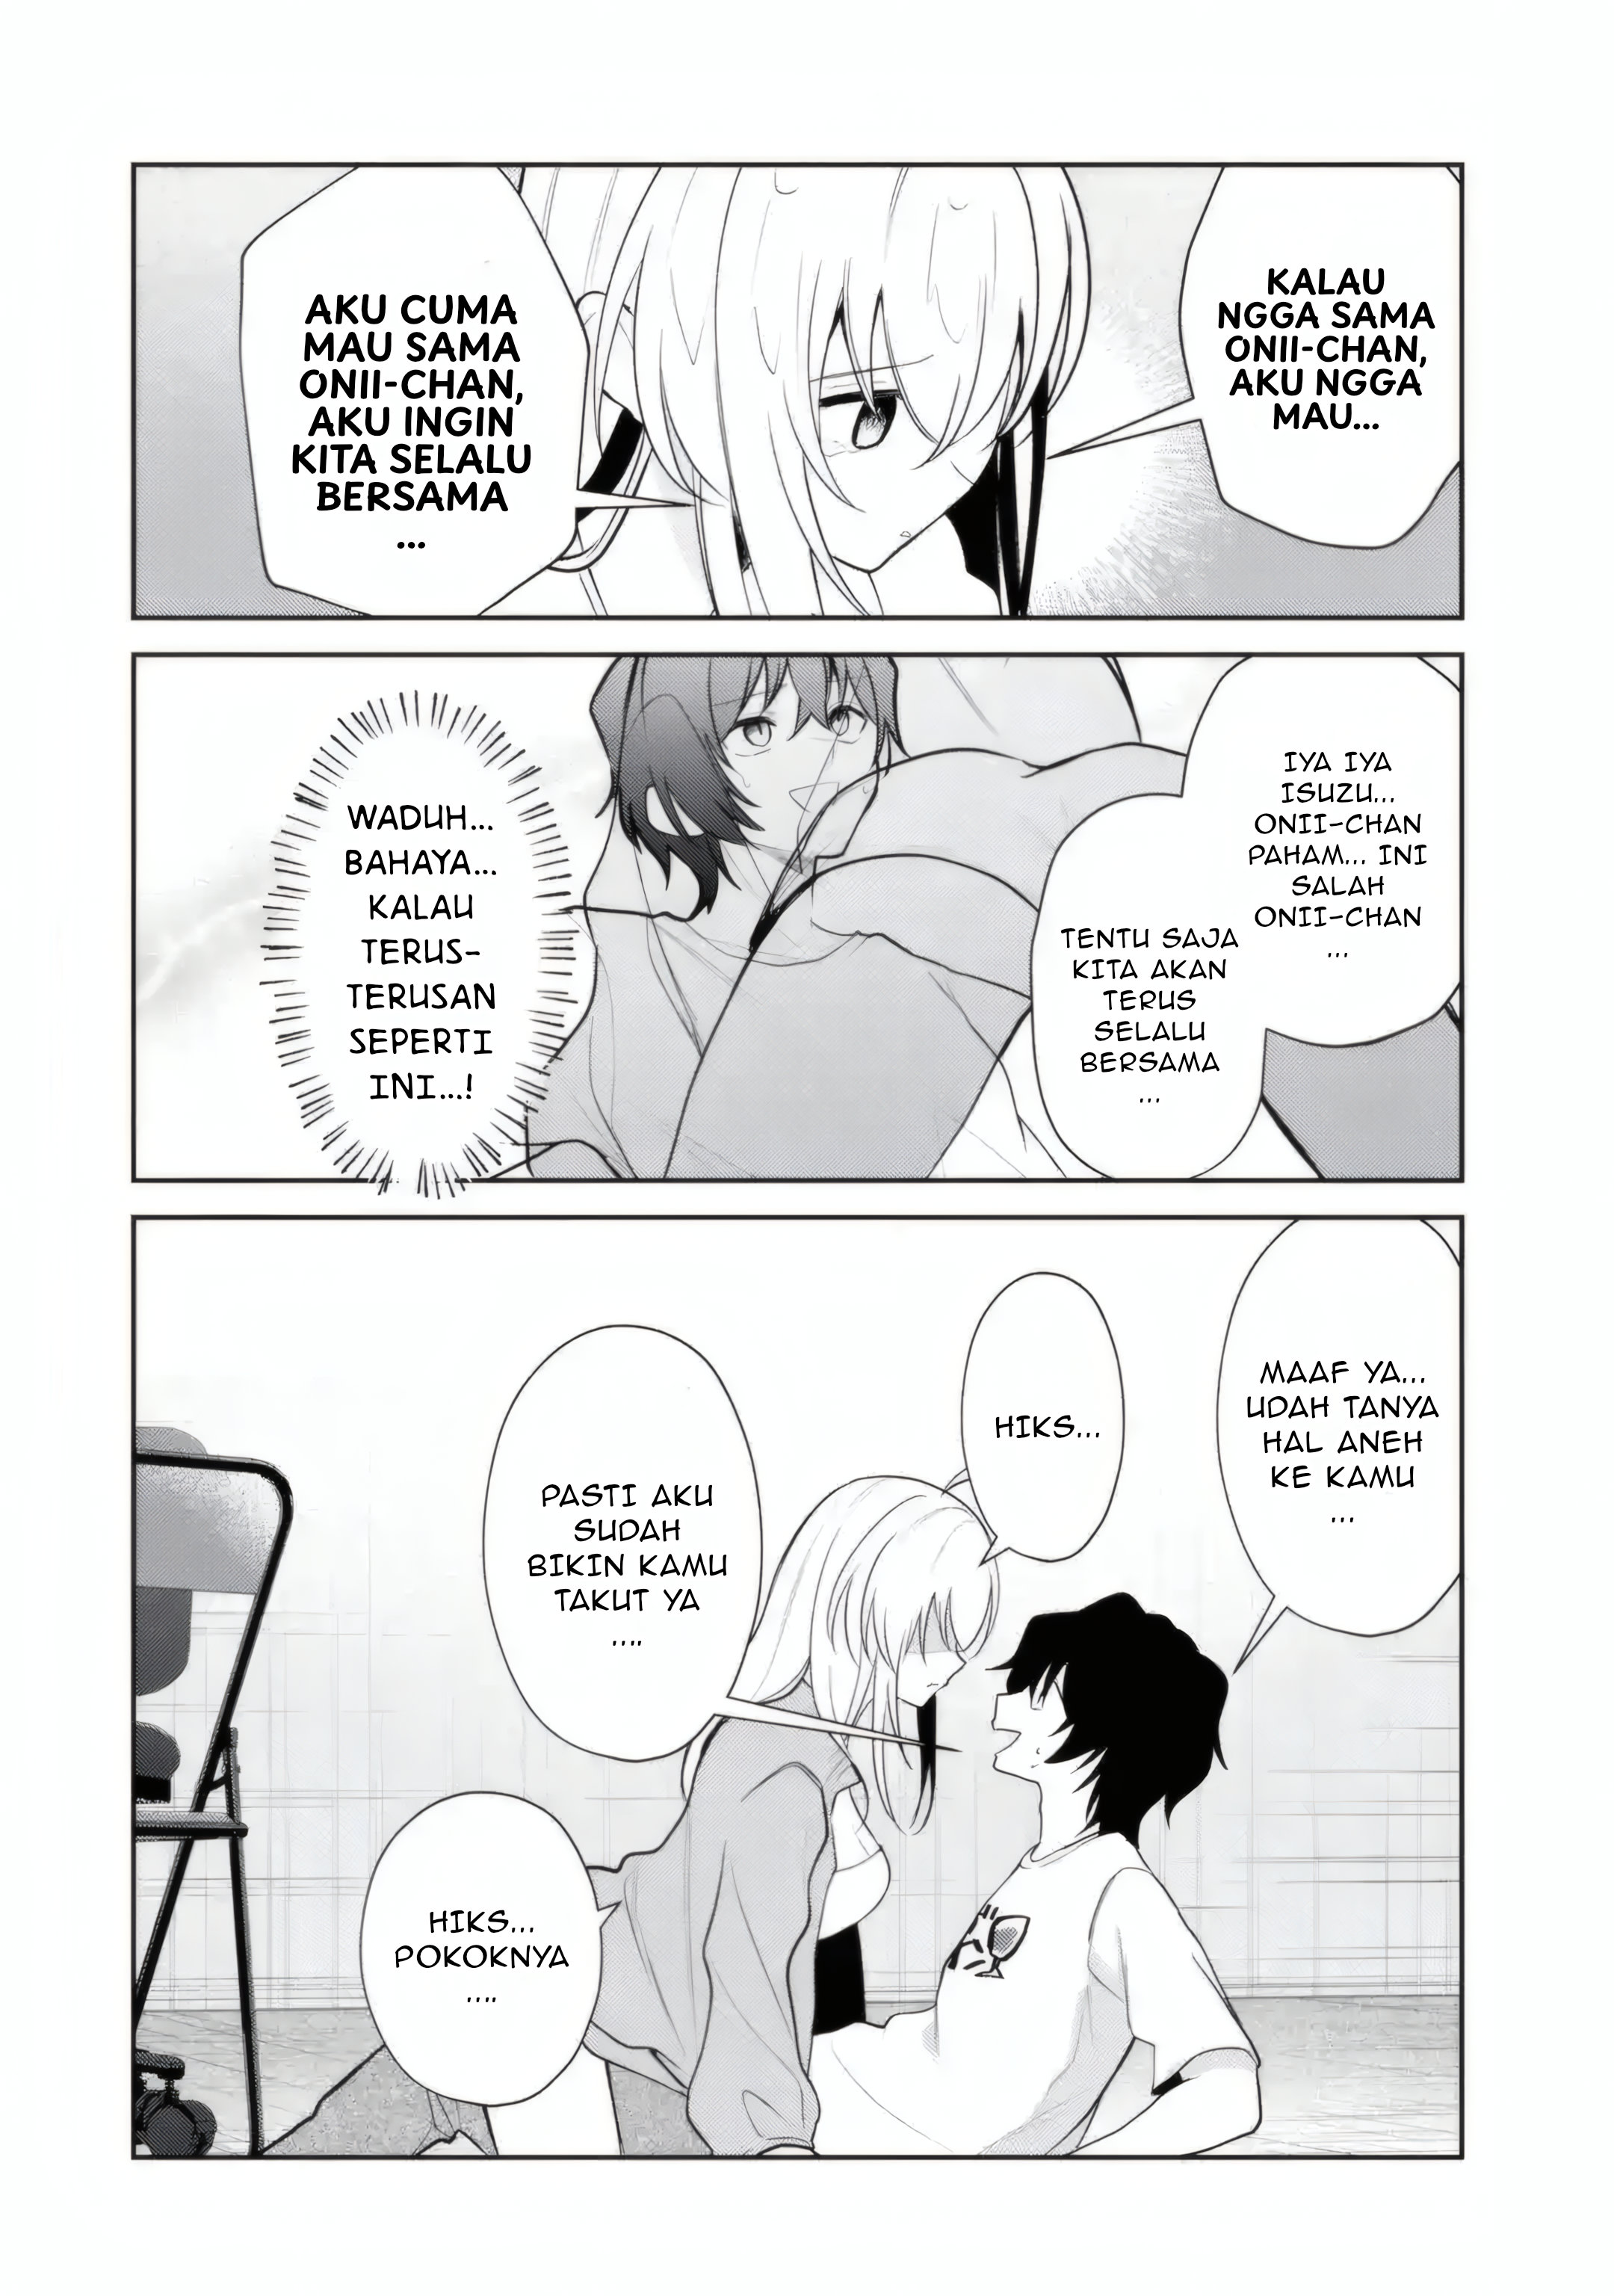 KALAU
NGGA SAMA
ONII-CHAN,
AKU NGGA
MAU...
AKU CUMA
MAU SAMA
ONII-CHAN,
AKU INGIN
KITA SELALU
BERSAMA
...
IYA IYA
ISUZU...
ONII-CHAN
PAHAM... INI
SALAH
ONII-CHAN
...
TENTU SAJA
KITA AKAN
TERUS
SELALU
BERSAMA
...
WADUH...
BAHAYA...
KALAU
TERUS-
TERUSAN
SEPERTI
INI...!
MAAF YA...
UDAH TANYA
HAL ANEH
KE KAMU
...
HIKS...
PASTI AKU
SUDAH
BIKIN KAMU
TAKUT YA
....
HIKS...
POKOKNYA
....